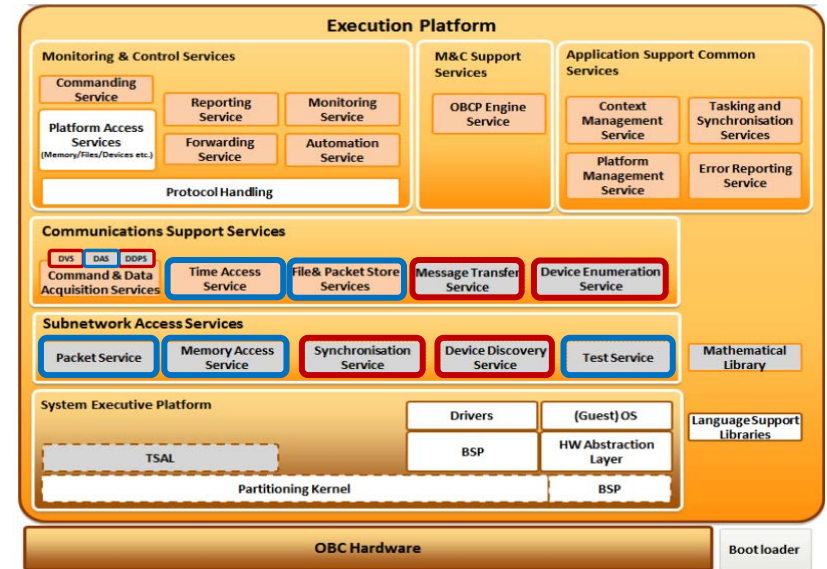 Execution Platform
Monitoring & Control Services
Commanding
Service
Platform Access
Services
(Memory/Files/Devices etc.)
Reporting
Service
Monitoring
Service
Forwarding
Service
Automation
Service
Protocol Handling
M&C Support
Services
OBCP Engine
Service
Application Support Common
Services
Context
Management
Service
Tasking and
Synchronisation
Services
Platform
Management
Service
Error Reporting
Service
Communications Support Services
DVS DAS DDPS
Command & Data
Acquisition Services
Time Access
Service
File& Packet Store
Services
Message Transfer
Service
Device Enumeration
Service
Subnetwork Access Services
Packet Service
Memory Access
Service
Synchronisation
Service
Device Discovery
Service
Test Service
Mathematical
Library
Language Support
Libraries
System Executive Platform
Drivers
(Guest) OS
TSAL
BSP
HW Abstraction
Layer
Partitioning Kernel
BSP
OBC Hardware
Boot loader